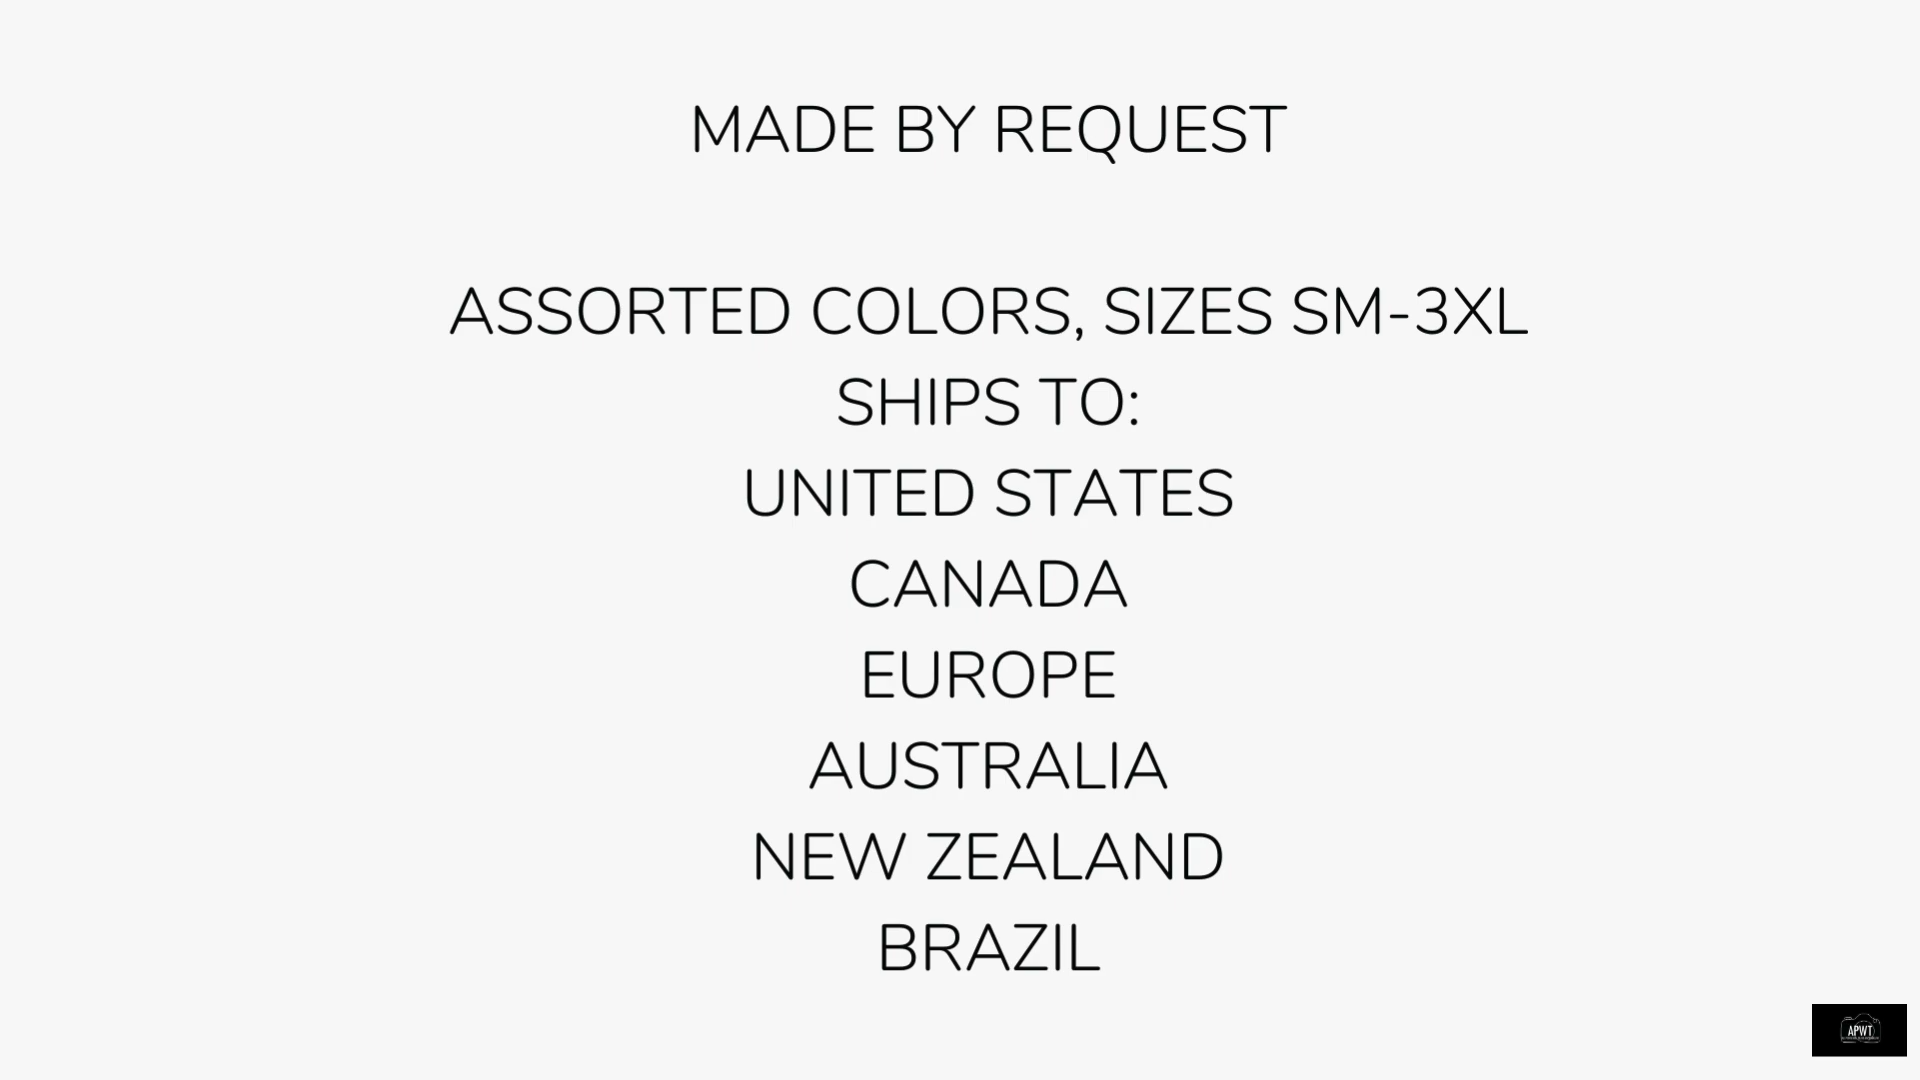 MADE BY REQUEST
ASSORTED COLORS, SIZES SM-3XL
SHIPS TO:
UNITED STATES
CANADA
EUROPE
AUSTRALIA
NEW ZEALAND
BRAZIL
APWT